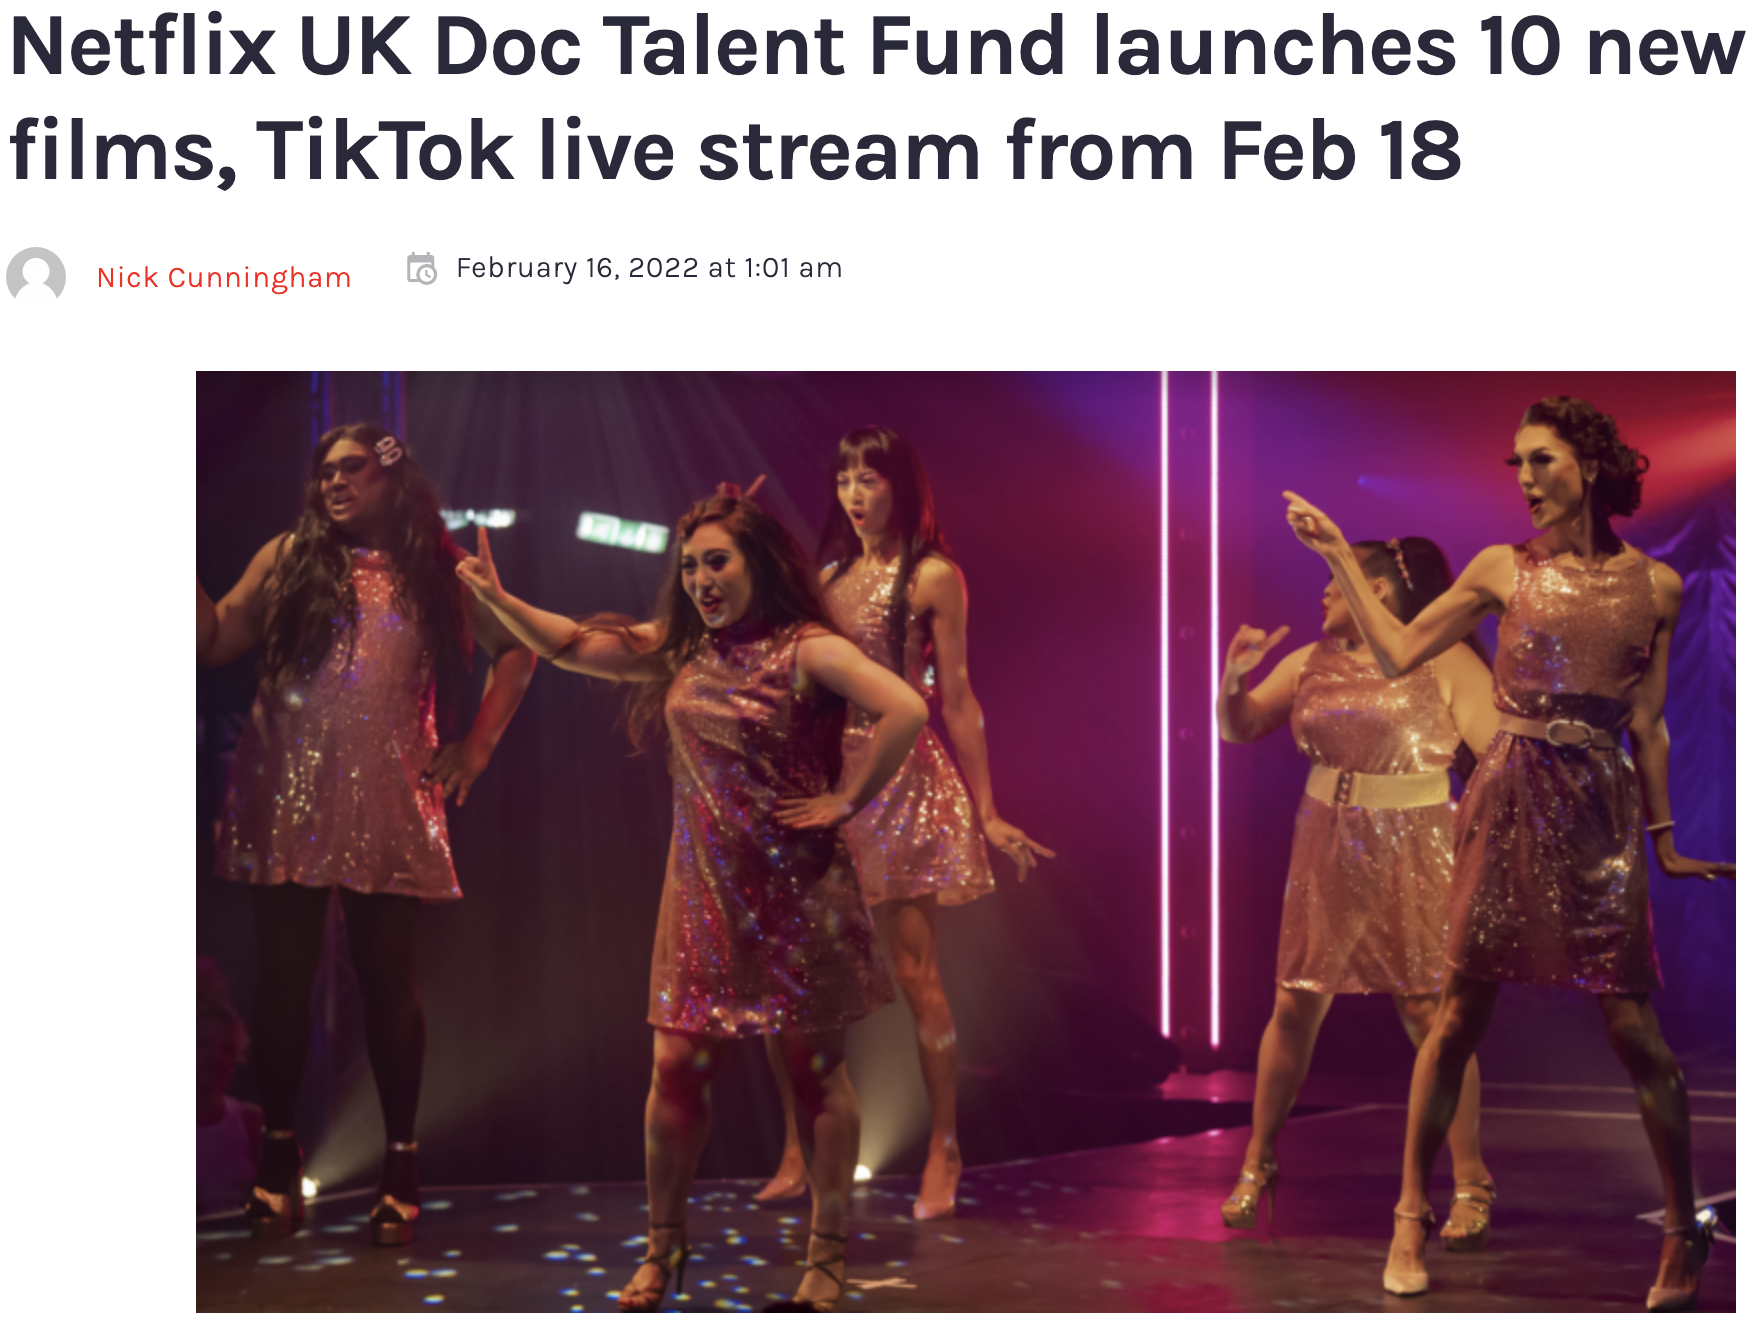 Netflix UK Doc Talent Fund launches 10 new
films, TikTok live stream from Feb 18
Nick Cunningham
February 16, 2022 at 1:01 am